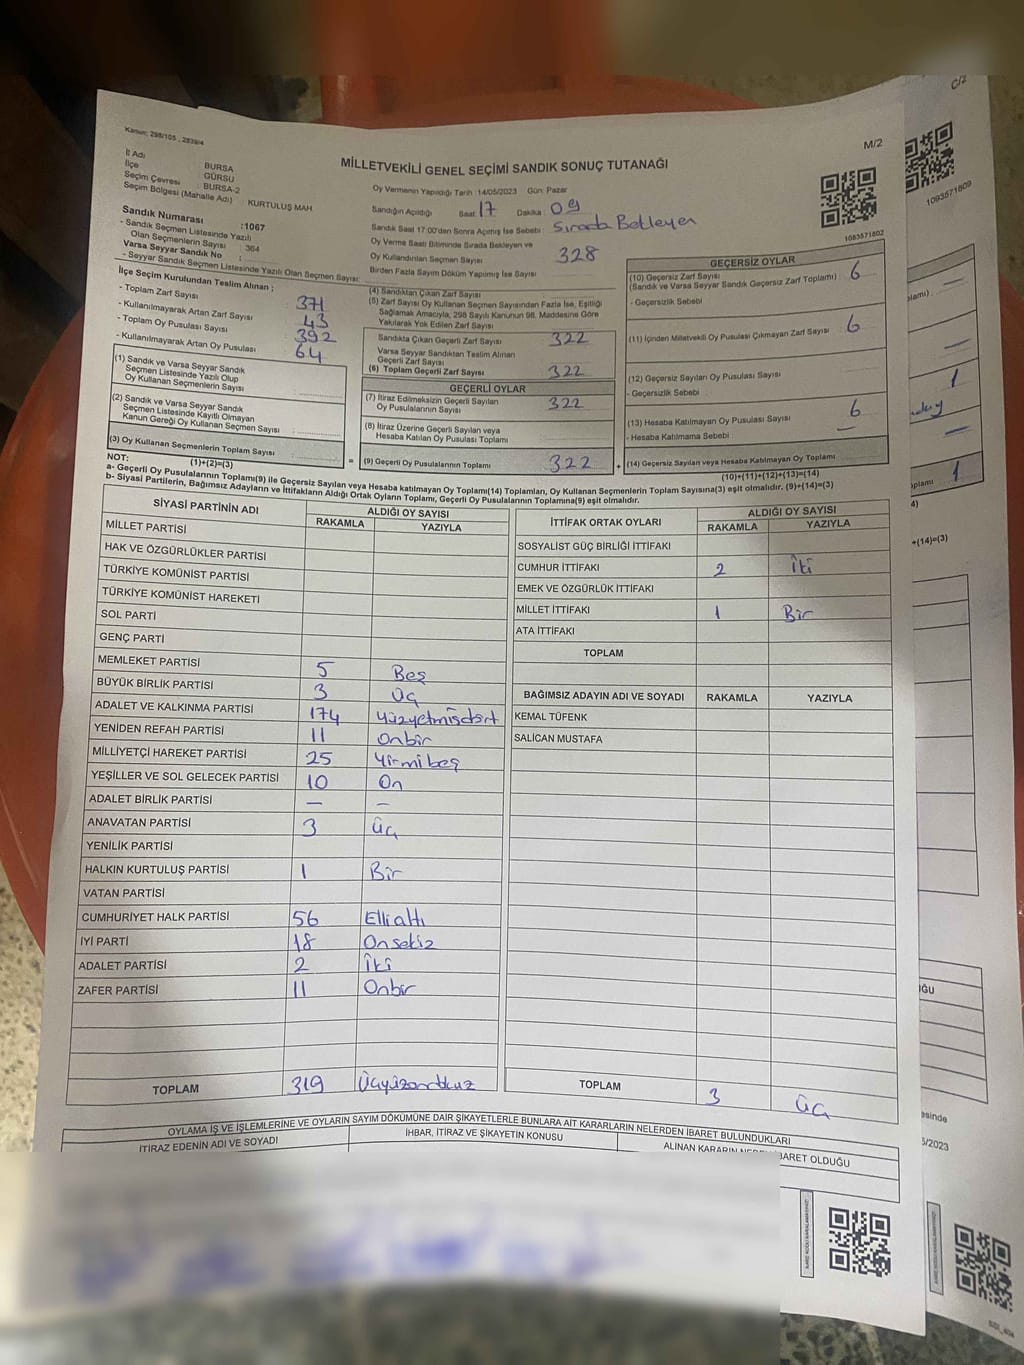 C/2
Kanun: 298/105 , 2839/4
M/2
MİLLETVEKİLİ GENEL SEÇİMİ SANDIK SONUÇ TUTANAĞI
İl Adı : BURSA
İlçe : GÜRSU
Seçim Çevresi : BURSA-2
Seçim Bölgesi (Mahalle Adı) : KURTULUŞ MAH
Oy Vermenin Yapıldığı Tarih :14/05/2023 Gün: Pazar
Sandığın Açıldığı Saat: 17 Dakika : 09
Sandık Saat 17:00'den Sonra Açılmış İse Sebebi : Sırada Bekleyen
Oy Verme Saati Bitiminde Sırada Bekleyen ve
Oy Kullandırılan Seçmen Sayısı 328
Birden Fazla Sayım Döküm Yapılmış İse Sayısı
1093571602
1093571609
Sandık Numarası :1067
- Sandık Seçmen Listesinde Yazılı
Olan Seçmenlerin Sayısı : 364
Varsa Seyyar Sandık No :
- Seyyar Sandık Seçmen Listesinde Yazılı Olan Seçmen Sayısı:
İlçe Seçim Kurulundan Teslim Alınan ;
- Toplam Zarf Sayısı 371
- Kullanılmayarak Artan Zarf Sayısı 43
- Toplam Oy Pusulası Sayısı 392
- Kullanılmayarak Artan Oy Pusulası 64
(1) Sandık ve Varsa Seyyar Sandık
Seçmen Listesinde Yazılı Olup
Oy Kullanan Seçmenlerin Sayısı
(2) Sandık ve Varsa Seyyar Sandık
Seçmen Listesinde Kayıtlı Olmayan
Kanun Gereği Oy Kullanan Seçmen Sayısı
(3) Oy Kullanan Seçmenlerin Toplam Sayısı
(1)+(2)=(3)
(4) Sandıktan Çıkan Zarf Sayısı
(5) Zarf Sayısı Oy Kullanan Seçmen Sayısından Fazla İse, Eşitliği
Sağlamak Amacıyla, 298 Sayılı Kanunun 98. Maddesine Göre
Yakılarak Yok Edilen Zarf Sayısı
Sandıkta Çıkan Geçerli Zarf Sayısı 322
Varsa Seyyar Sandıktan Teslim Alınan
Geçerli Zarf Sayısı
(6) Toplam Geçerli Zarf Sayısı 322
GEÇERLİ OYLAR
(7) İtiraz Edilmeksizin Geçerli Sayılan
Oy Pusulalarının Sayısı 322
(8) İtiraz Üzerine Geçerli Sayılan veya
Hesaba Katılan Oy Pusulası Toplamı
= (9) Geçerli Oy Pusulalarının Toplamı 322 +
GEÇERSİZ OYLAR
(10) Geçersiz Zarf Sayısı
(Sandık ve Varsa Seyyar Sandık Geçersiz Zarf Toplamı) 6
- Geçersizlik Sebebi
(11) İçinden Milletvekili Oy Pusulası Çıkmayan Zarf Sayısı 6
(12) Geçersiz Sayılan Oy Pusulası Sayısı
- Geçersizlik Sebebi
(13) Hesaba Katılmayan Oy Pusulası Sayısı 6
- Hesaba Katılmama Sebebi —
(14) Geçersiz Sayılan veya Hesaba Katılmayan Oy Toplamı
(10)+(11)+(12)+(13)=(14)
NOT:
a- Geçerli Oy Pusulalarının Toplamı(9) ile Geçersiz Sayılan veya Hesaba Katılmayan Oy Toplamı(14) Toplamları, Oy Kullanan Seçmenlerin Toplam Sayısına(3) eşit olmalıdır. (9)+(14)=(3)
b- Siyasi Partilerin, Bağımsız Adayların ve İttifakların Aldığı Ortak Oyların Toplamı, Geçerli Oy Pusulalarının Toplamına(9) eşit olmalıdır.
SİYASİ PARTİNİN ADI ALDIĞI OY SAYISI
RAKAMLA YAZIYLA
MİLLET PARTİSİ
HAK VE ÖZGÜRLÜKLER PARTİSİ
TÜRKİYE KOMÜNİST PARTİSİ
TÜRKİYE KOMÜNİST HAREKETİ
SOL PARTİ
GENÇ PARTİ
MEMLEKET PARTİSİ 5 Beş
BÜYÜK BİRLİK PARTİSİ 3 Üç
ADALET VE KALKINMA PARTİSİ 174 Yüzyetmişdört
YENİDEN REFAH PARTİSİ 11 Onbir
MİLLİYETÇİ HAREKET PARTİSİ 25 Yirmibeş
YEŞİLLER VE SOL GELECEK PARTİSİ 10 On
ADALET BİRLİK PARTİSİ — —
ANAVATAN PARTİSİ 3 Üç
YENİLİK PARTİSİ
HALKIN KURTULUŞ PARTİSİ 1 Bir
VATAN PARTİSİ
CUMHURİYET HALK PARTİSİ 56 Ellialtı
İYİ PARTİ 18 Onsekiz
ADALET PARTİSİ 2 İki
ZAFER PARTİSİ 11 Onbir
TOPLAM 319 Üçyüzondokuz
İTTİFAK ORTAK OYLARI ALDIĞI OY SAYISI
RAKAMLA YAZIYLA
SOSYALİST GÜÇ BİRLİĞİ İTTİFAKI
CUMHUR İTTİFAKI 2 İki
EMEK VE ÖZGÜRLÜK İTTİFAKI
MİLLET İTTİFAKI 1 Bir
ATA İTTİFAKI
TOPLAM
BAĞIMSIZ ADAYIN ADI VE SOYADI RAKAMLA YAZIYLA
KEMAL TÜFENK
SALİCAN MUSTAFA
TOPLAM 3 Üç
OYLAMA İŞ VE İŞLEMLERİNE VE OYLARIN SAYIM DÖKÜMÜNE DAİR ŞİKAYETLERLE BUNLARA AİT KARARLARIN NELERDEN İBARET BULUNDUKLARI
İTİRAZ EDENİN ADI VE SOYADI İHBAR, İTİRAZ VE ŞİKAYETİN KONUSU ALINAN KARARIN NE BARET OLDUĞU
lamı) :
1
plamı 1
4)
+(14)=(3)
ĞU
esinde
5/2023